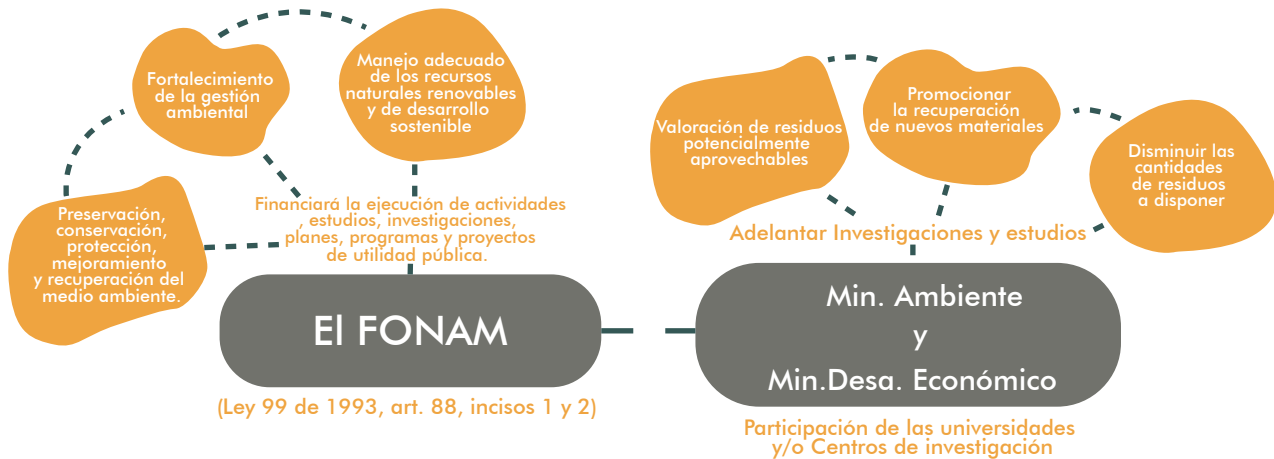 Fortalecimiento
de la gestión
ambiental
Manejo adecuado
de los recursos
naturales renovables
y de desarrollo
sostenible
Preservación,
conservación,
protección,
mejoramiento
y recuperación del
medio ambiente.
Financiará la ejecución de actividades
, estudios, investigaciones,
planes, programas y proyectos
de utilidad pública.
El FONAM
(Ley 99 de 1993, art. 88, incisos 1 y 2)
Valoración de residuos
potencialmente
aprovechables
Promocionar
la recuperación
de nuevos materiales
Disminuir las
cantidades
de residuos
a disponer
Adelantar Investigaciones y estudios
Min. Ambiente
y
Min.Desa. Económico
Participación de las universidades
y/o Centros de investigación